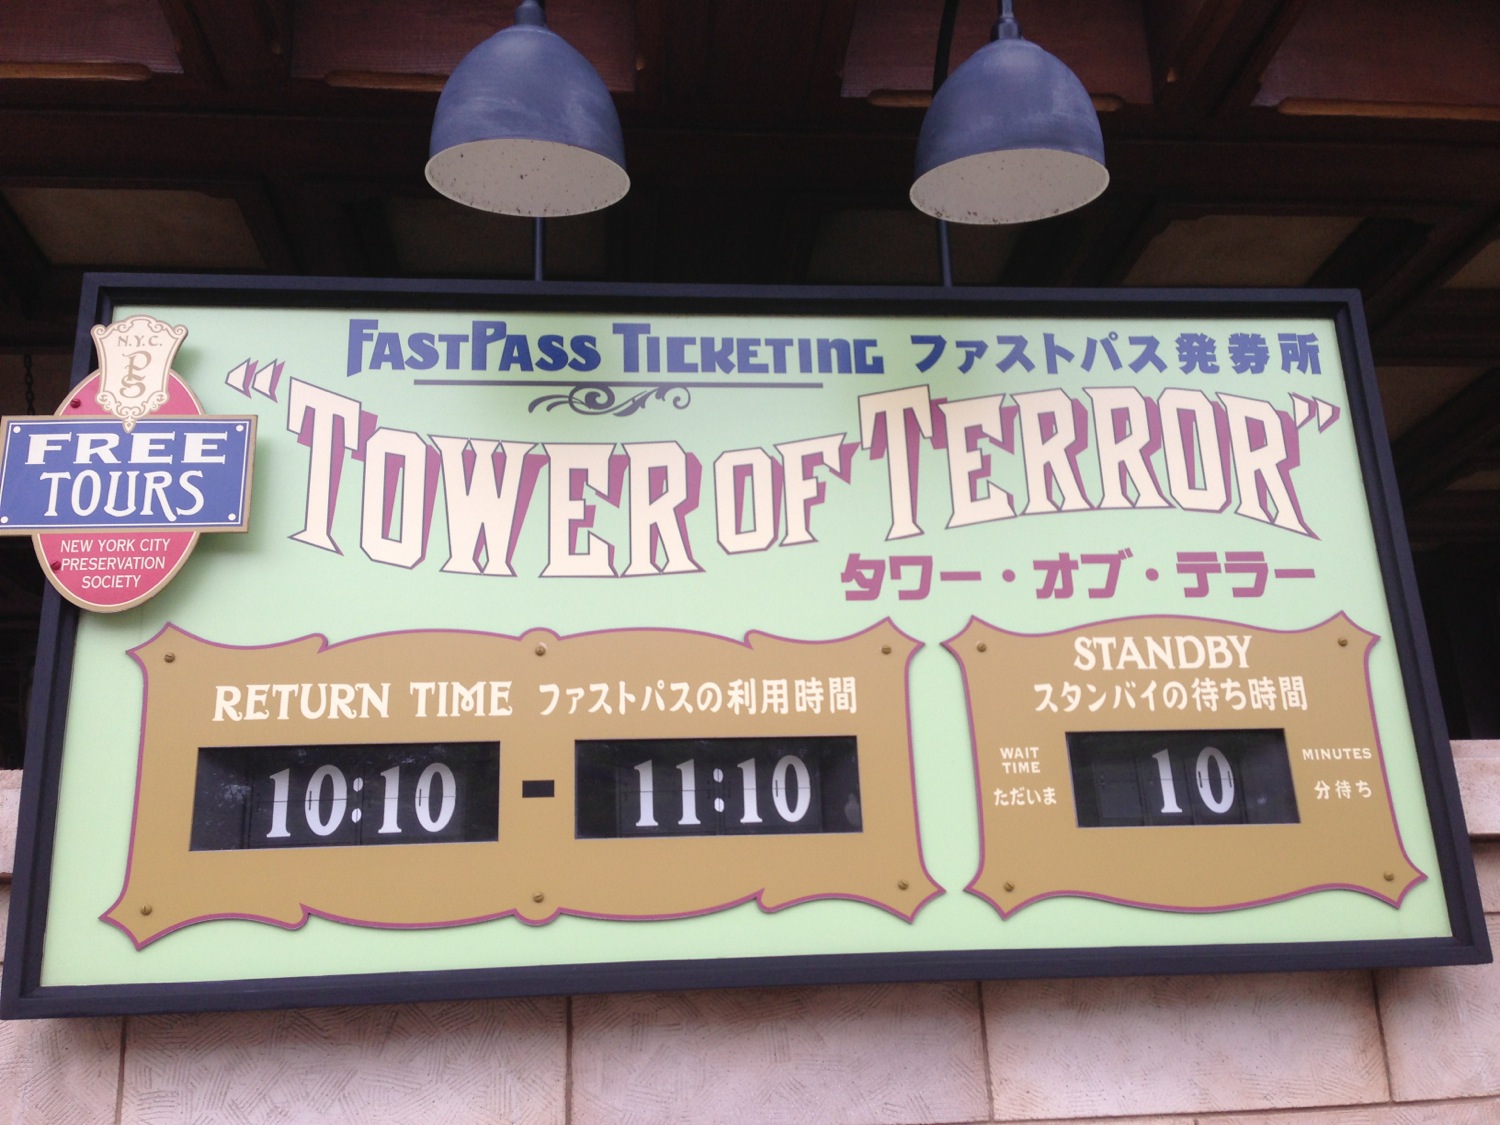 FASTPASS TICKETING ファストパス発券所
"TOWER OF TERROR"
タワー・オブ・テラー
N.Y.C.
PS
FREE
TOURS
NEW YORK CITY
PRESERVATION
SOCIETY
RETURN TIME ファストパスの利用時間
10:10 - 11:10
STANDBY
スタンバイの待ち時間
WAIT
TIME
ただいま
10
MINUTES
分待ち